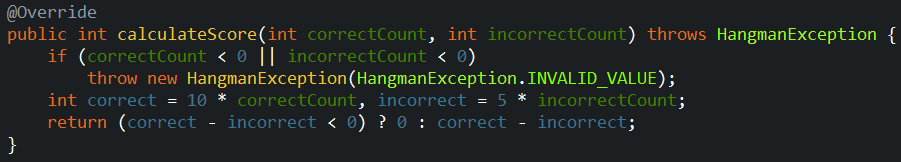 @Override
public int calculateScore(int correctCount, int incorrectCount) throws HangmanException {
    if (correctCount < 0 || incorrectCount < 0)
        throw new HangmanException(HangmanException.INVALID_VALUE);
    int correct = 10 * correctCount, incorrect = 5 * incorrectCount;
    return (correct - incorrect < 0) ? 0 : correct - incorrect;
}